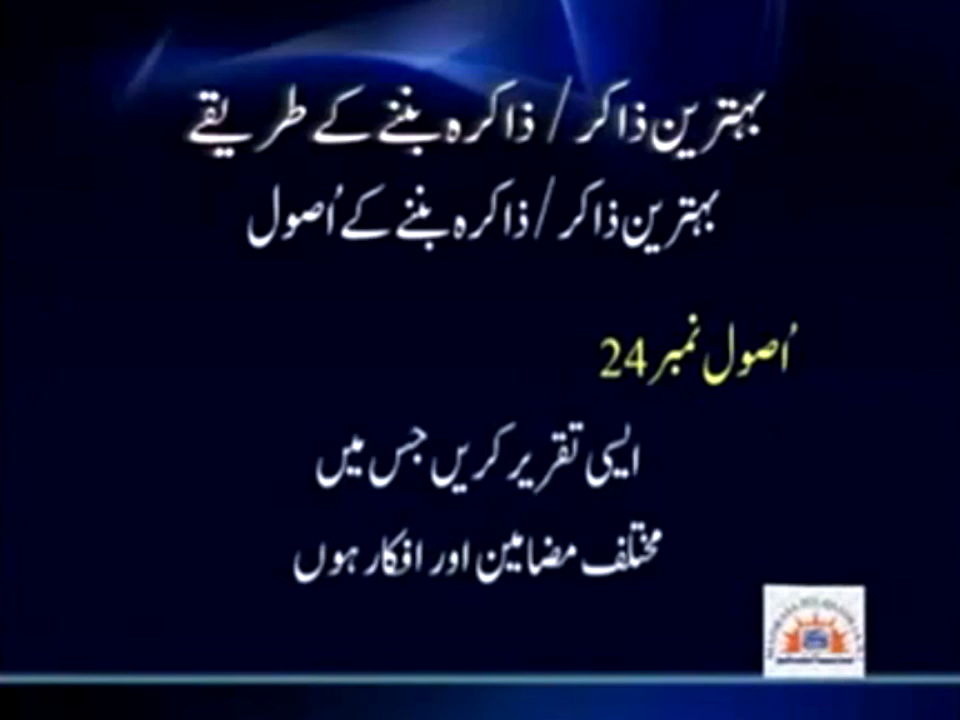 بہترین ذاکر / ذاکرہ بننے کے طریقے
بہترین ذاکر / ذاکرہ بننے کے اُصول
اُصول نمبر 24
ایسی تقریر کریں جس میں
مختلف مضامین اور افکار ہوں